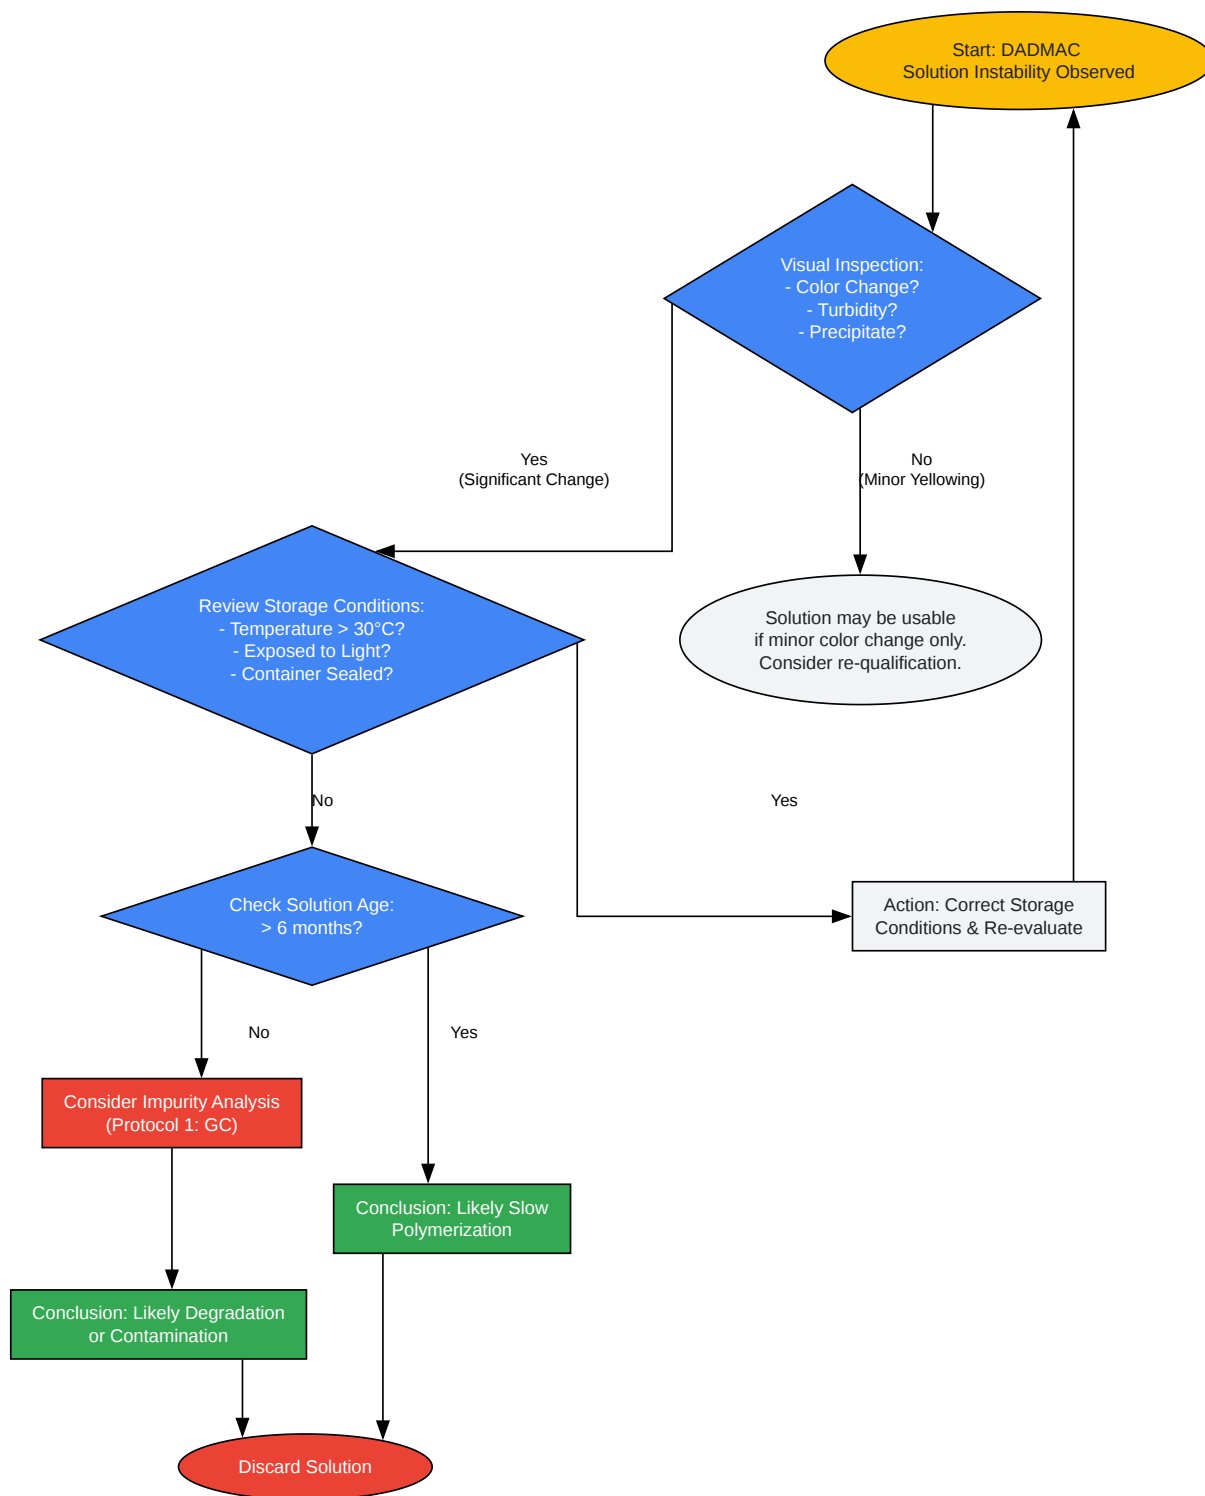 Start: DADMAC
Solution Instability Observed
Visual Inspection:
- Color Change?
- Turbidity?
- Precipitate?
Yes
(Significant Change)
No
(Minor Yellowing)
Review Storage Conditions:
- Temperature > 30°C?
- Exposed to Light?
- Container Sealed?
Solution may be usable
if minor color change only.
Consider re-qualification.
No
Yes
Check Solution Age:
> 6 months?
Action: Correct Storage
Conditions & Re-evaluate
No
Yes
Consider Impurity Analysis
(Protocol 1: GC)
Conclusion: Likely Slow
Polymerization
Conclusion: Likely Degradation
or Contamination
Discard Solution